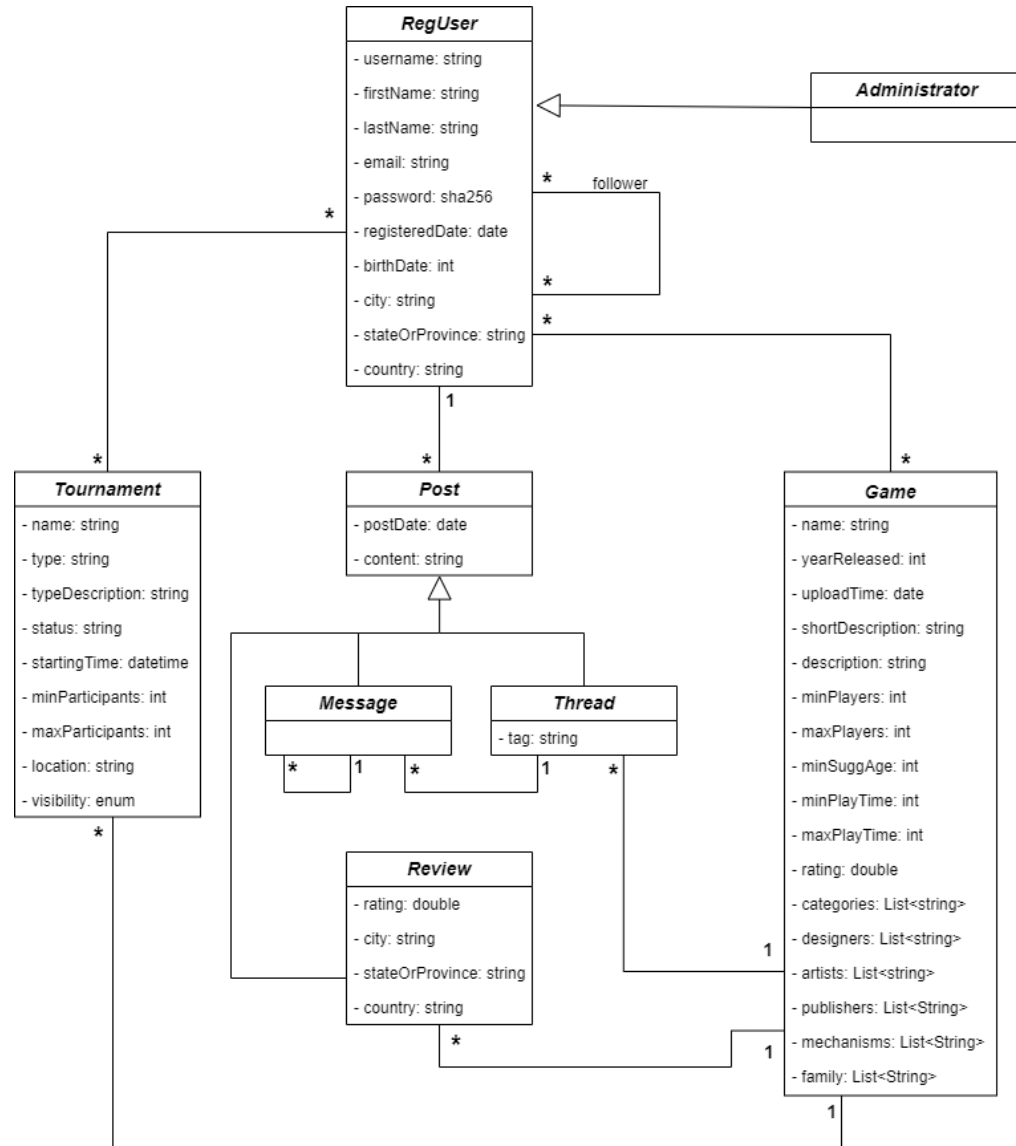 RegUser
- username: string
- firstName: string
- lastName: string
- email: string
- password: sha256
- registeredDate: date
- birthDate: int
- city: string
- stateOrProvince: string
- country: string
Administrator
*
follower
*
*
*
*
1
*
*
Tournament
- name: string
- type: string
- typeDescription: string
- status: string
- startingTime: datetime
- minParticipants: int
- maxParticipants: int
- location: string
- visibility: enum
*
Post
- postDate: date
- content: string
Message
* 1
*
Thread
- tag: string
1
*
Review
- rating: double
- city: string
- stateOrProvince: string
- country: string
*
Game
- name: string
- yearReleased: int
- uploadTime: date
- shortDescription: string
- description: string
- minPlayers: int
- maxPlayers: int
- minSuggAge: int
- minPlayTime: int
- maxPlayTime: int
- rating: double
- categories: List<string>
- designers: List<string>
- artists: List<string>
- publishers: List<String>
- mechanisms: List<String>
- family: List<String>
*
1
1
1